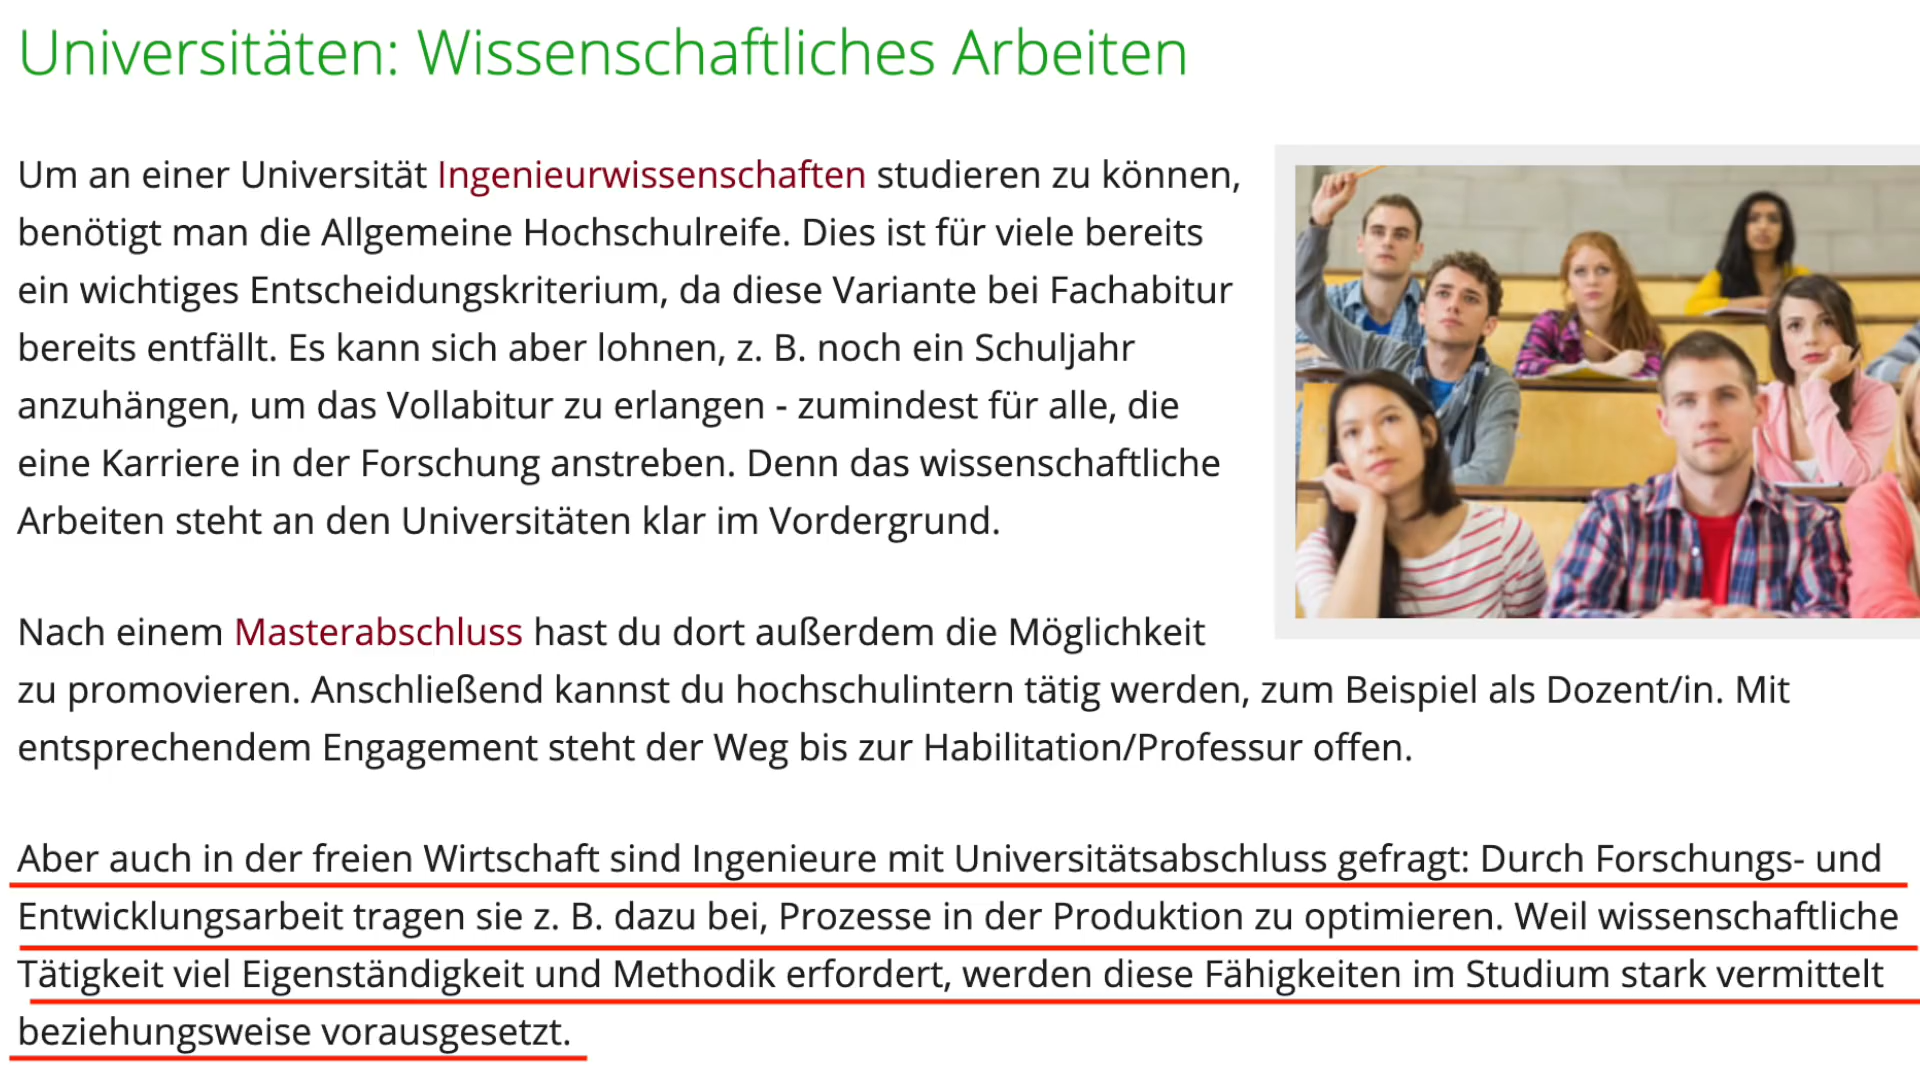 Universitäten: Wissenschaftliches Arbeiten
Um an einer Universität Ingenieurwissenschaften studieren zu können,
benötigt man die Allgemeine Hochschulreife. Dies ist für viele bereits
ein wichtiges Entscheidungskriterium, da diese Variante bei Fachabitur
bereits entfällt. Es kann sich aber lohnen, z. B. noch ein Schuljahr
anzuhängen, um das Vollabitur zu erlangen - zumindest für alle, die
eine Karriere in der Forschung anstreben. Denn das wissenschaftliche
Arbeiten steht an den Universitäten klar im Vordergrund.
Nach einem Masterabschluss hast du dort außerdem die Möglichkeit
zu promovieren. Anschließend kannst du hochschulintern tätig werden, zum Beispiel als Dozent/in. Mit
entsprechendem Engagement steht der Weg bis zur Habilitation/Professur offen.
Aber auch in der freien Wirtschaft sind Ingenieure mit Universitätsabschluss gefragt: Durch Forschungs- und
Entwicklungsarbeit tragen sie z. B. dazu bei, Prozesse in der Produktion zu optimieren. Weil wissenschaftliche
Tätigkeit viel Eigenständigkeit und Methodik erfordert, werden diese Fähigkeiten im Studium stark vermittelt
beziehungsweise vorausgesetzt.